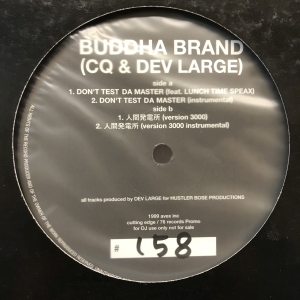 BUDDHA BRAND
(CQ & DEV LARGE)
side a
1. DON'T TEST DA MASTER (feat. LUNCH TIME SPEAX)
2. DON'T TEST DA MASTER (instrumental)
side b
1. 人間発電所 (version 3000)
2. 人間発電所 (version 3000 instrumental)
all tracks produced by DEV LARGE for HUSTLER BOSE PRODUCTIONS
1999 avex inc
cutting edge / 76 records Promo
for DJ use only not for sale
# 158